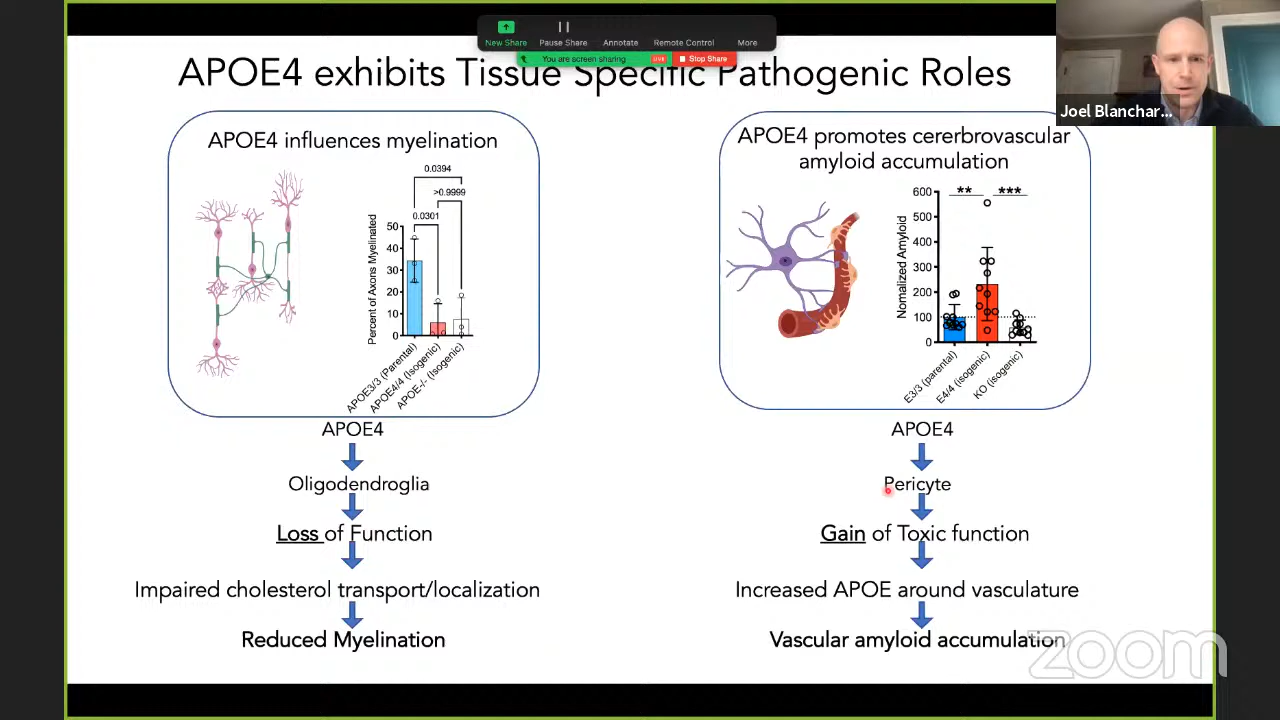 New Share
Pause Share
Annotate
Remote Control
More
You are screen sharing
LIVE
Stop Share
Joel Blanchar...
APOE4 exhibits Tissue Specific Pathogenic Roles
APOE4 influences myelination
0.0394
>0.9999
0.0301
Percent of Axons Myelinated
50
40
30
20
10
0
APOE3/3 (Parental)
APOE4/4 (Isogenic)
APOE-/- (Isogenic)
APOE4
Oligodendroglia
Loss of Function
Impaired cholesterol transport/localization
Reduced Myelination
APOE4 promotes cererbrovascular
amyloid accumulation
** ***
Nomalized Amyloid
600
500
400
300
200
100
0
E3/3 (parental)
E4/4 (isogenic)
KO (isogenic)
APOE4
Pericyte
Gain of Toxic function
Increased APOE around vasculature
Vascular amyloid accumulation
zoom